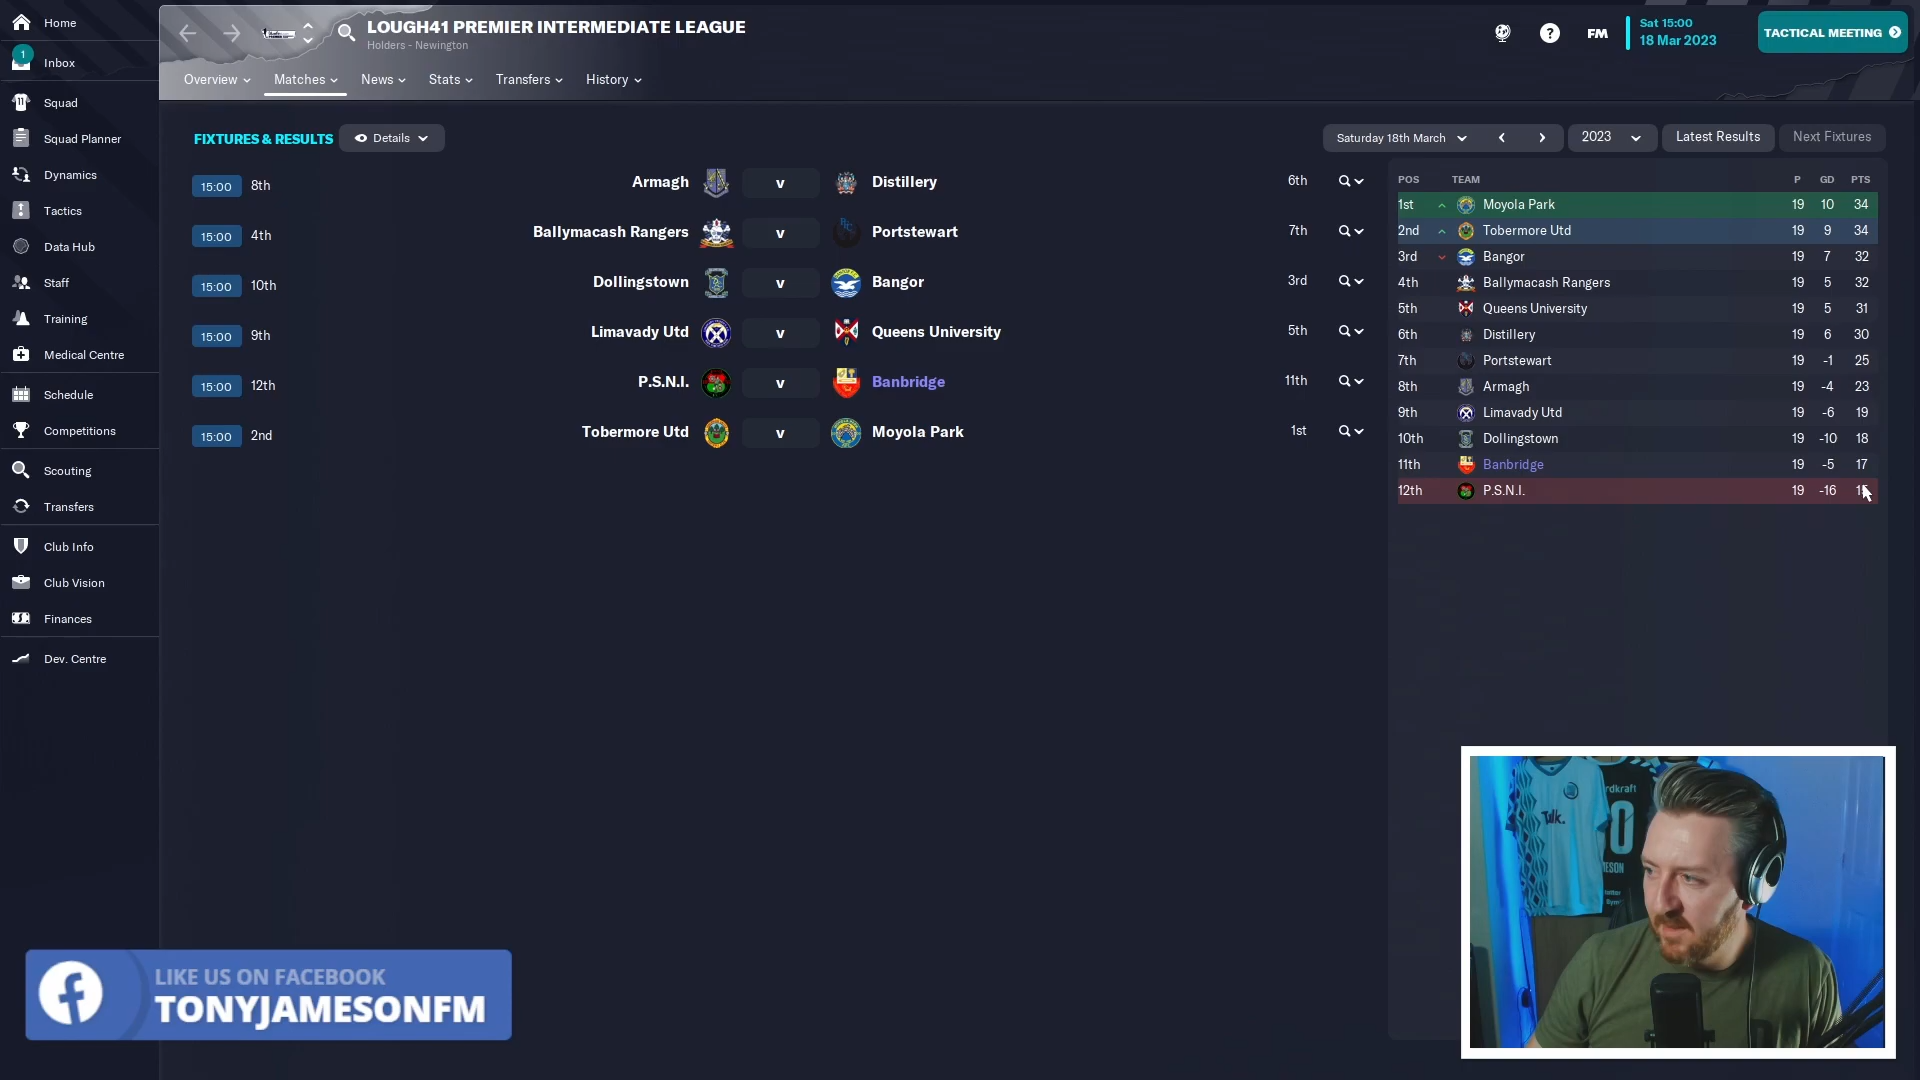 Home
1
Inbox
Squad
Squad Planner
Dynamics
Tactics
Data Hub
Staff
Training
Medical Centre
Schedule
Competitions
Scouting
Transfers
Club Info
Club Vision
Finances
Dev. Centre
LOUGH41 PREMIER INTERMEDIATE LEAGUE
Holders - Newington
? FM Sat 15:00
18 Mar 2023
TACTICAL MEETING
Overview Matches News Stats Transfers History
FIXTURES & RESULTS Details
Saturday 18th March 2023 Latest Results Next Fixtures
15:00 8th Armagh v Distillery 6th
15:00 4th Ballymacash Rangers v Portstewart 7th
15:00 10th Dollingstown v Bangor 3rd
15:00 9th Limavady Utd v Queens University 5th
15:00 12th P.S.N.I. v Banbridge 11th
15:00 2nd Tobermore Utd v Moyola Park 1st
POS TEAM P GD PTS
1st Moyola Park 19 10 34
2nd Tobermore Utd 19 9 34
3rd Bangor 19 7 32
4th Ballymacash Rangers 19 5 32
5th Queens University 19 5 31
6th Distillery 19 6 30
7th Portstewart 19 -1 25
8th Armagh 19 -4 23
9th Limavady Utd 19 -6 19
10th Dollingstown 19 -10 18
11th Banbridge 19 -5 17
12th P.S.N.I. 19 -16
LIKE US ON FACEBOOK
TONYJAMESONFM
Talk.